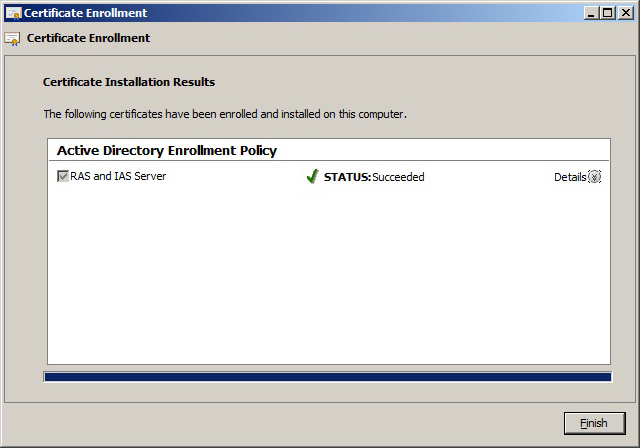 Certificate Enrollment
Certificate Enrollment
Certificate Installation Results
The following certificates have been enrolled and installed on this computer.
Active Directory Enrollment Policy
RAS and IAS Server STATUS:Succeeded Details
Finish